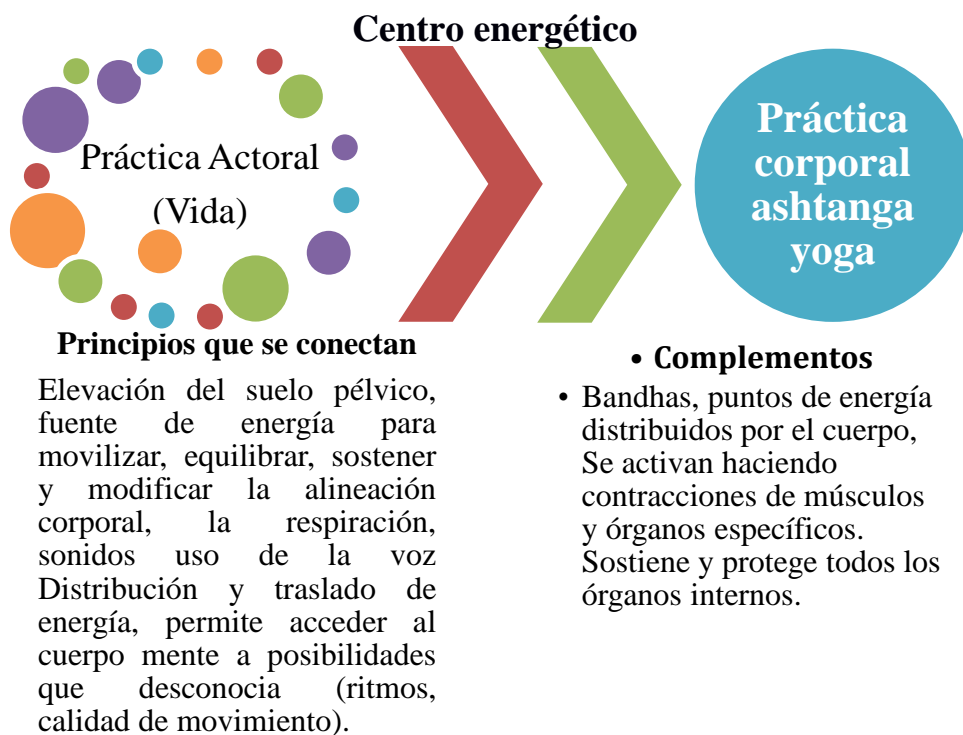 Centro energético
Práctica Actoral
(Vida)
Práctica
corporal
ashtanga
yoga
Principios que se conectan
Elevación del suelo pélvico,
fuente de energía para
movilizar, equilibrar, sostener
y modificar la alineación
corporal, la respiración,
sonidos uso de la voz
Distribución y traslado de
energía, permite acceder al
cuerpo mente a posibilidades
que desconocia (ritmos,
calidad de movimiento).
• Complementos
• Bandhas, puntos de energía
distribuidos por el cuerpo,
Se activan haciendo
contracciones de músculos
y órganos específicos.
Sostiene y protege todos los
órganos internos.